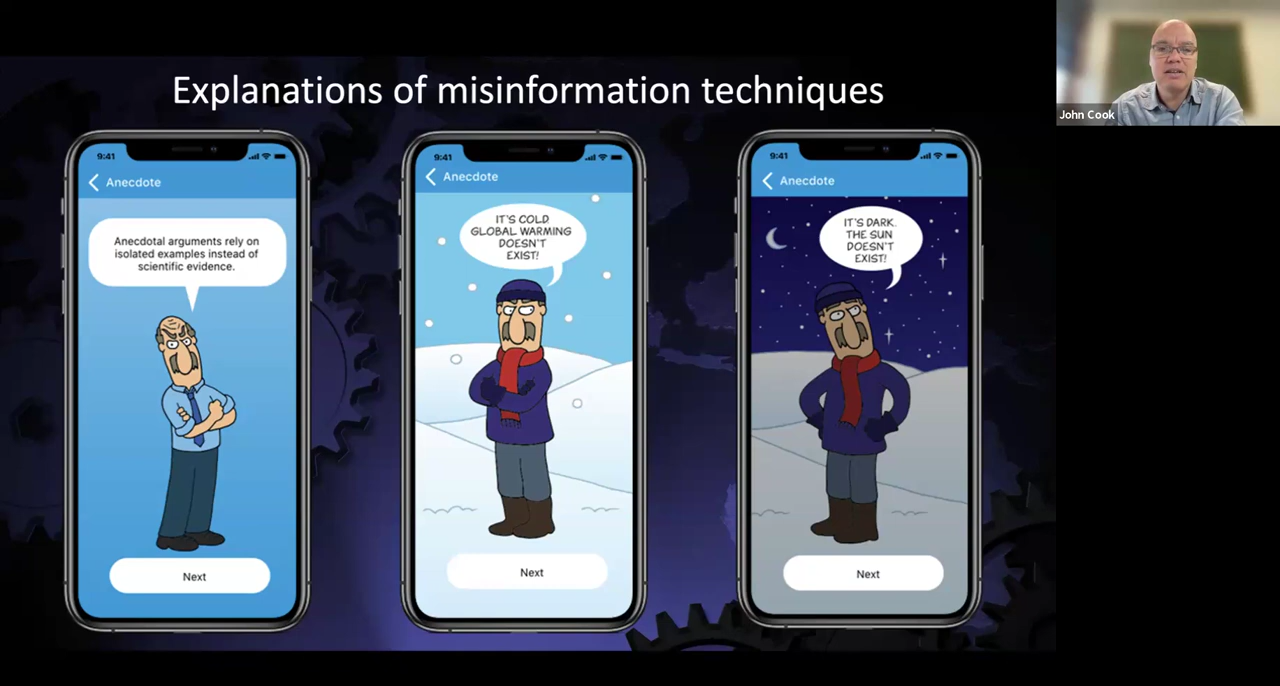 Explanations of misinformation techniques
John Cook
9:41
Anecdote
Anecdotal arguments rely on
isolated examples instead of
scientific evidence.
Next
9:41
Anecdote
IT'S COLD
GLOBAL WARMING
DOESN'T
EXIST!
Next
9:41
Anecdote
IT'S DARK.
THE SUN
DOESN'T
EXIST!
Next